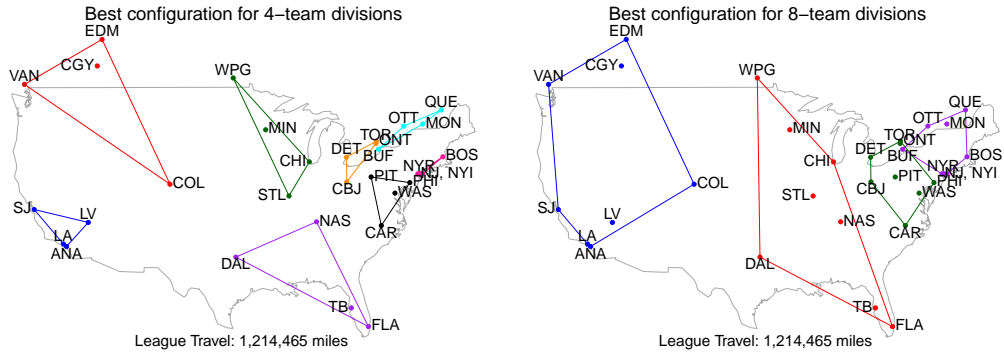 Best configuration for 4−team divisions
EDM
CGY
VAN
WPG
QUE
OTT
MON
MIN
TOR
ONT
DET
BUF
BOS
CHI
NYR
NJ, NYI
PIT
PHI
CBJ
WAS
COL
STL
SJ
LV
NAS
CAR
LA
ANA
DAL
TB
FLA
League Travel: 1,214,465 miles
Best configuration for 8−team divisions
EDM
CGY
VAN
WPG
QUE
OTT
MON
MIN
TOR
ONT
DET
BUF
BOS
CHI
NYR
NJ, NYI
PIT
PHI
CBJ
WAS
COL
STL
SJ
LV
NAS
CAR
LA
ANA
DAL
TB
FLA
League Travel: 1,214,465 miles